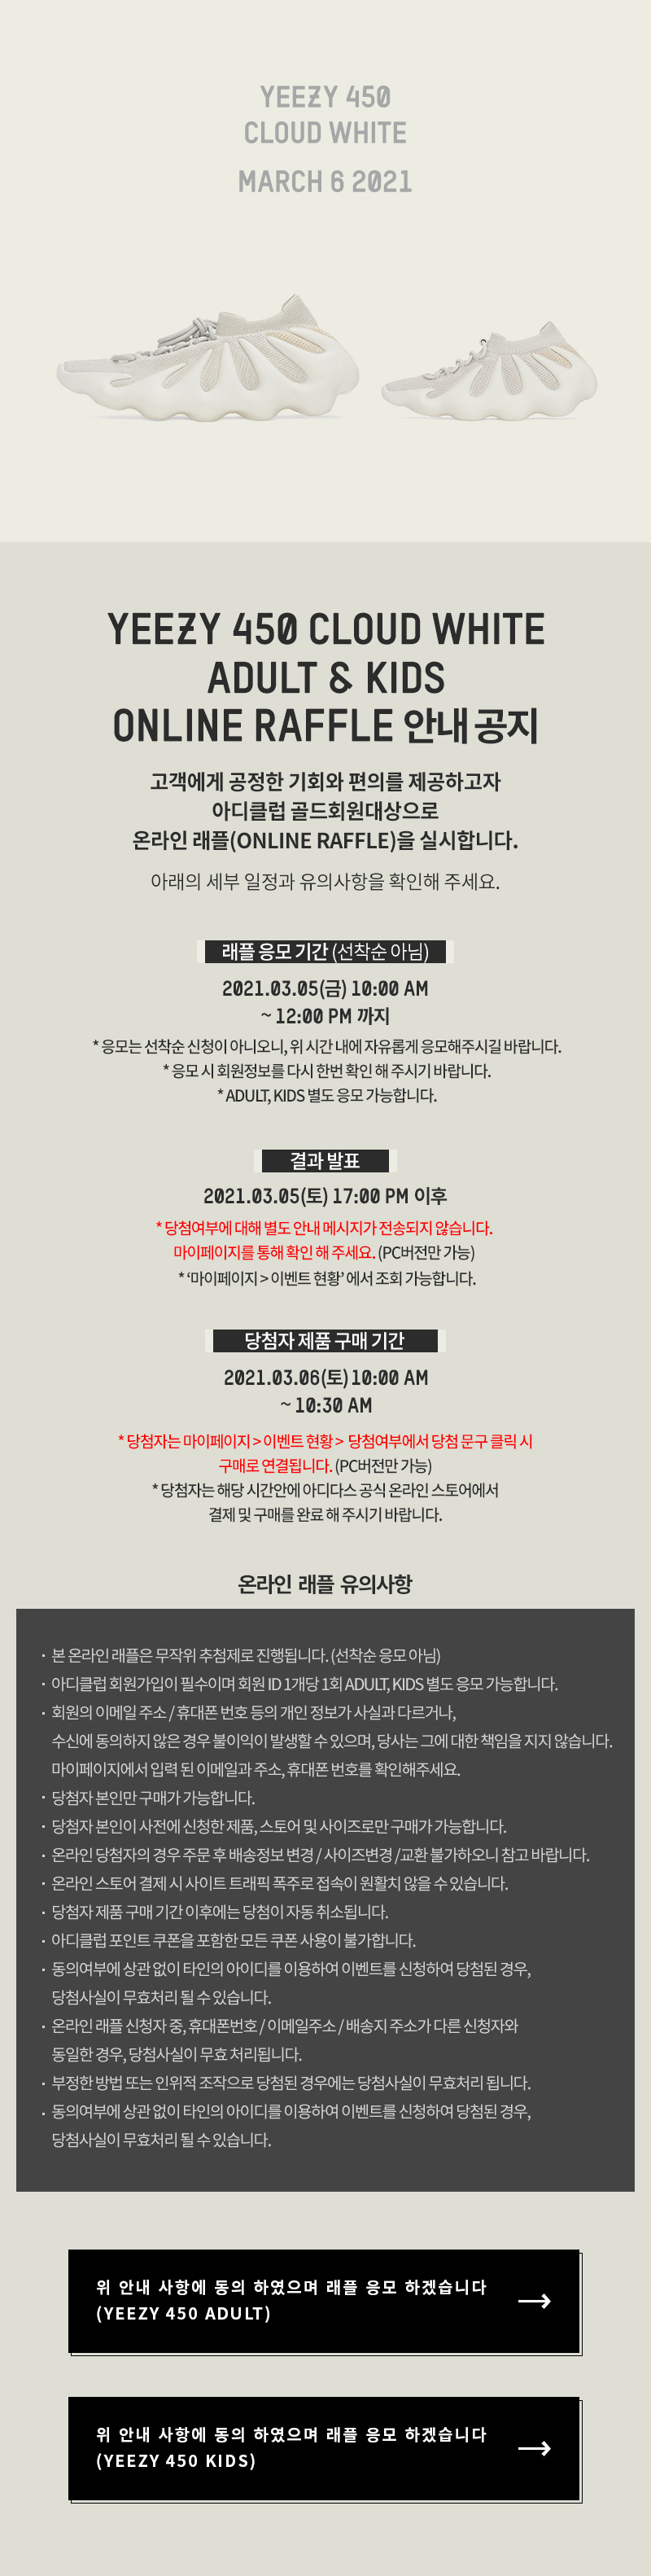 YEEZY 450
CLOUD WHITE
MARCH 6 2021
YEEZY 450 CLOUD WHITE
ADULT & KIDS
ONLINE RAFFLE 안내 공지
고객에게 공정한 기회와 편의를 제공하고자
아디클럽 골드회원대상으로
온라인 래플(ONLINE RAFFLE)을 실시합니다.
아래의 세부 일정과 유의사항을 확인해 주세요.
래플 응모 기간 (선착순 아님)
2021.03.05(금) 10:00 AM
~ 12:00 PM 까지
* 응모는 선착순 신청이 아니오니, 위 시간 내에 자유롭게 응모해주시길 바랍니다.
* 응모 시 회원정보를 다시 한번 확인 해 주시기 바랍니다.
* ADULT, KIDS 별도 응모 가능합니다.
결과 발표
2021.03.05(토) 17:00 PM 이후
* 당첨여부에 대해 별도 안내 메시지가 전송되지 않습니다.
마이페이지를 통해 확인 해 주세요. (PC버전만 가능)
* ‘마이페이지 > 이벤트 현황’ 에서 조회 가능합니다.
당첨자 제품 구매 기간
2021.03.06(토) 10:00 AM
~ 10:30 AM
* 당첨자는 마이페이지 > 이벤트 현황 > 당첨여부에서 당첨 문구 클릭 시
구매로 연결됩니다. (PC버전만 가능)
* 당첨자는 해당 시간안에 아디다스 공식 온라인 스토어에서
결제 및 구매를 완료 해 주시기 바랍니다.
온라인 래플 유의사항
· 본 온라인 래플은 무작위 추첨제로 진행됩니다. (선착순 응모 아님)
· 아디클럽 회원가입이 필수이며 회원 ID 1개당 1회 ADULT, KIDS 별도 응모 가능합니다.
· 회원의 이메일 주소 / 휴대폰 번호 등의 개인 정보가 사실과 다르거나,
수신에 동의하지 않은 경우 불이익이 발생할 수 있으며, 당사는 그에 대한 책임을 지지 않습니다.
마이페이지에서 입력 된 이메일과 주소, 휴대폰 번호를 확인해주세요.
· 당첨자 본인만 구매가 가능합니다.
· 당첨자 본인이 사전에 신청한 제품, 스토어 및 사이즈로만 구매가 가능합니다.
· 온라인 당첨자의 경우 주문 후 배송정보 변경 / 사이즈변경 /교환 불가하오니 참고 바랍니다.
· 온라인 스토어 결제 시 사이트 트래픽 폭주로 접속이 원활치 않을 수 있습니다.
· 당첨자 제품 구매 기간 이후에는 당첨이 자동 취소됩니다.
· 아디클럽 포인트 쿠폰을 포함한 모든 쿠폰 사용이 불가합니다.
· 동의여부에 상관 없이 타인의 아이디를 이용하여 이벤트를 신청하여 당첨된 경우,
당첨사실이 무효처리 될 수 있습니다.
· 온라인 래플 신청자 중, 휴대폰번호 / 이메일주소 / 배송지 주소가 다른 신청자와
동일한 경우, 당첨사실이 무효 처리됩니다.
· 부정한 방법 또는 인위적 조작으로 당첨된 경우에는 당첨사실이 무효처리 됩니다.
· 동의여부에 상관 없이 타인의 아이디를 이용하여 이벤트를 신청하여 당첨된 경우,
당첨사실이 무효처리 될 수 있습니다.
위 안내 사항에 동의 하였으며 래플 응모 하겠습니다
(YEEZY 450 ADULT)
위 안내 사항에 동의 하였으며 래플 응모 하겠습니다
(YEEZY 450 KIDS)